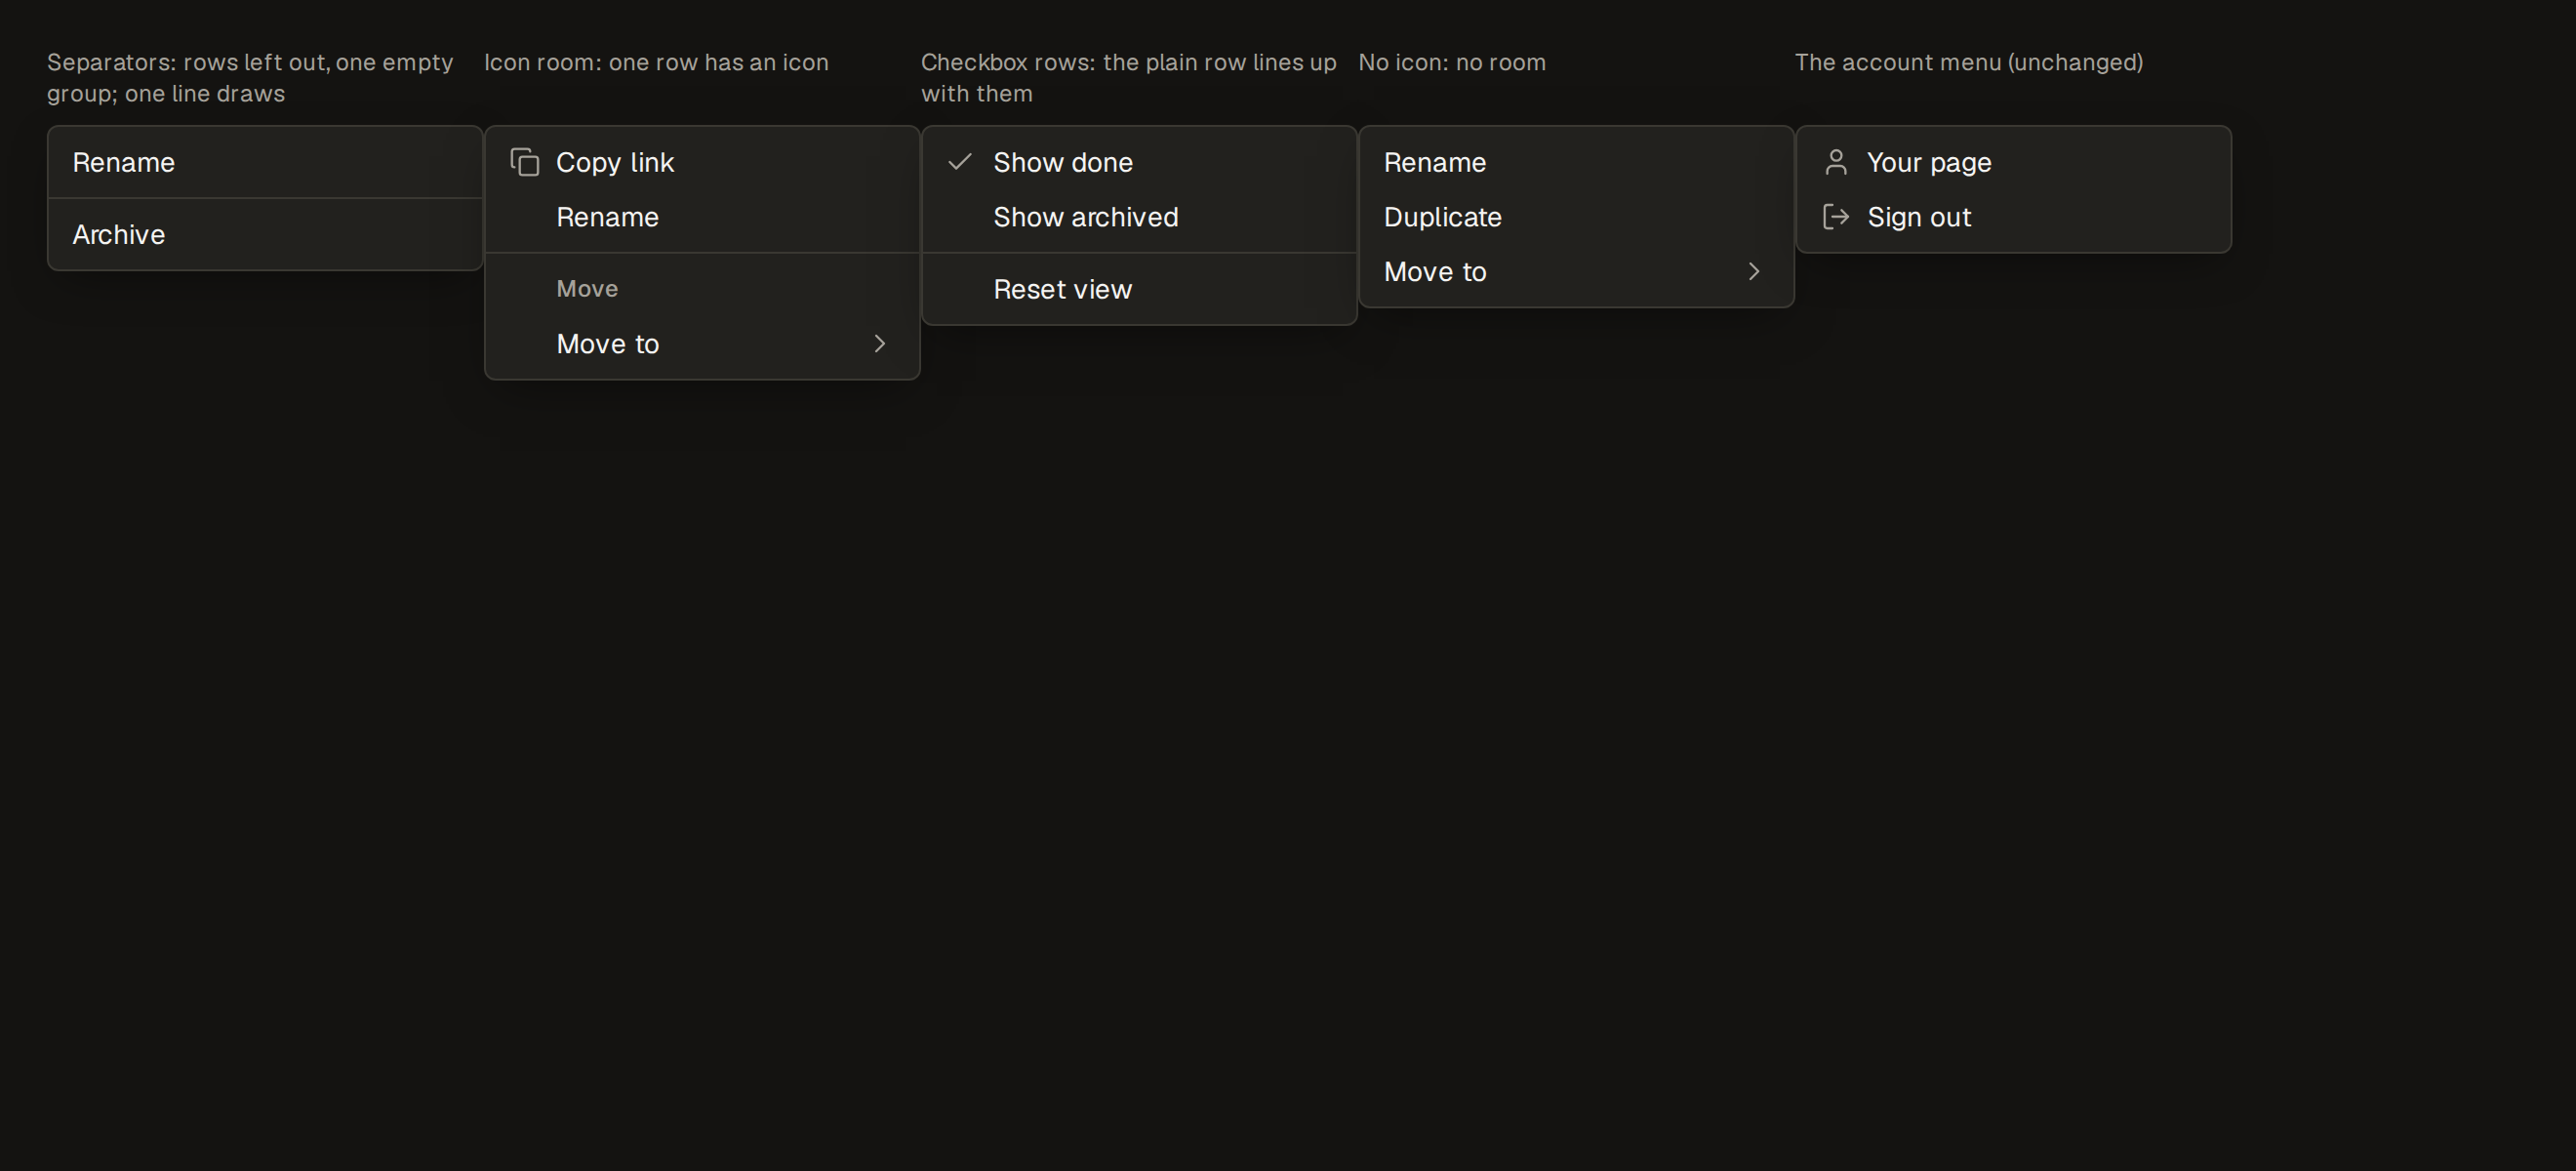 Separators: rows left out, one empty
group; one line draws
Rename
Archive
Icon room: one row has an icon
Copy link
Rename
Move
Move to
Checkbox rows: the plain row lines up
with them
Show done
Show archived
Reset view
No icon: no room
Rename
Duplicate
Move to
The account menu (unchanged)
Your page
Sign out